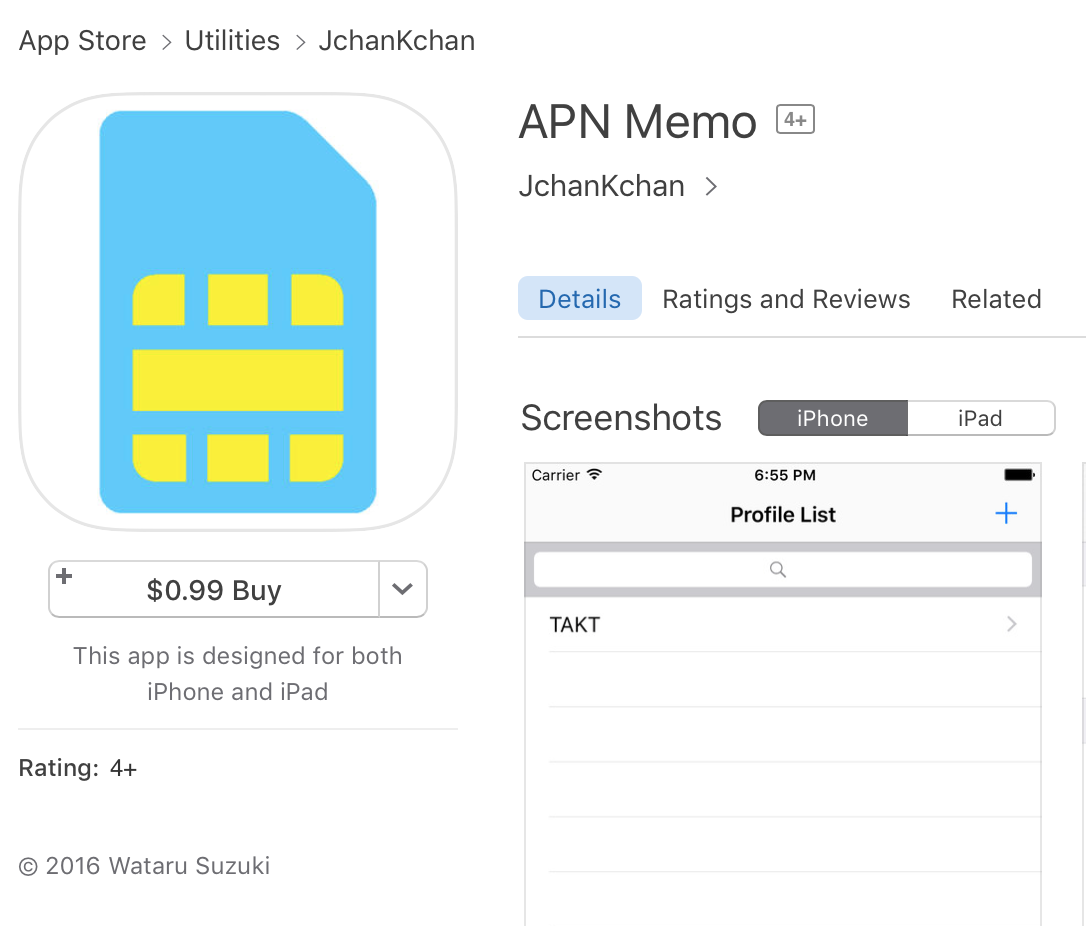 App Store > Utilities > JchanKchan
APN Memo 4+
JchanKchan >
Details Ratings and Reviews Related
Screenshots iPhone iPad
Carrier 6:55 PM
Profile List +
TAKT
+ $0.99 Buy
This app is designed for both
iPhone and iPad
Rating: 4+
© 2016 Wataru Suzuki